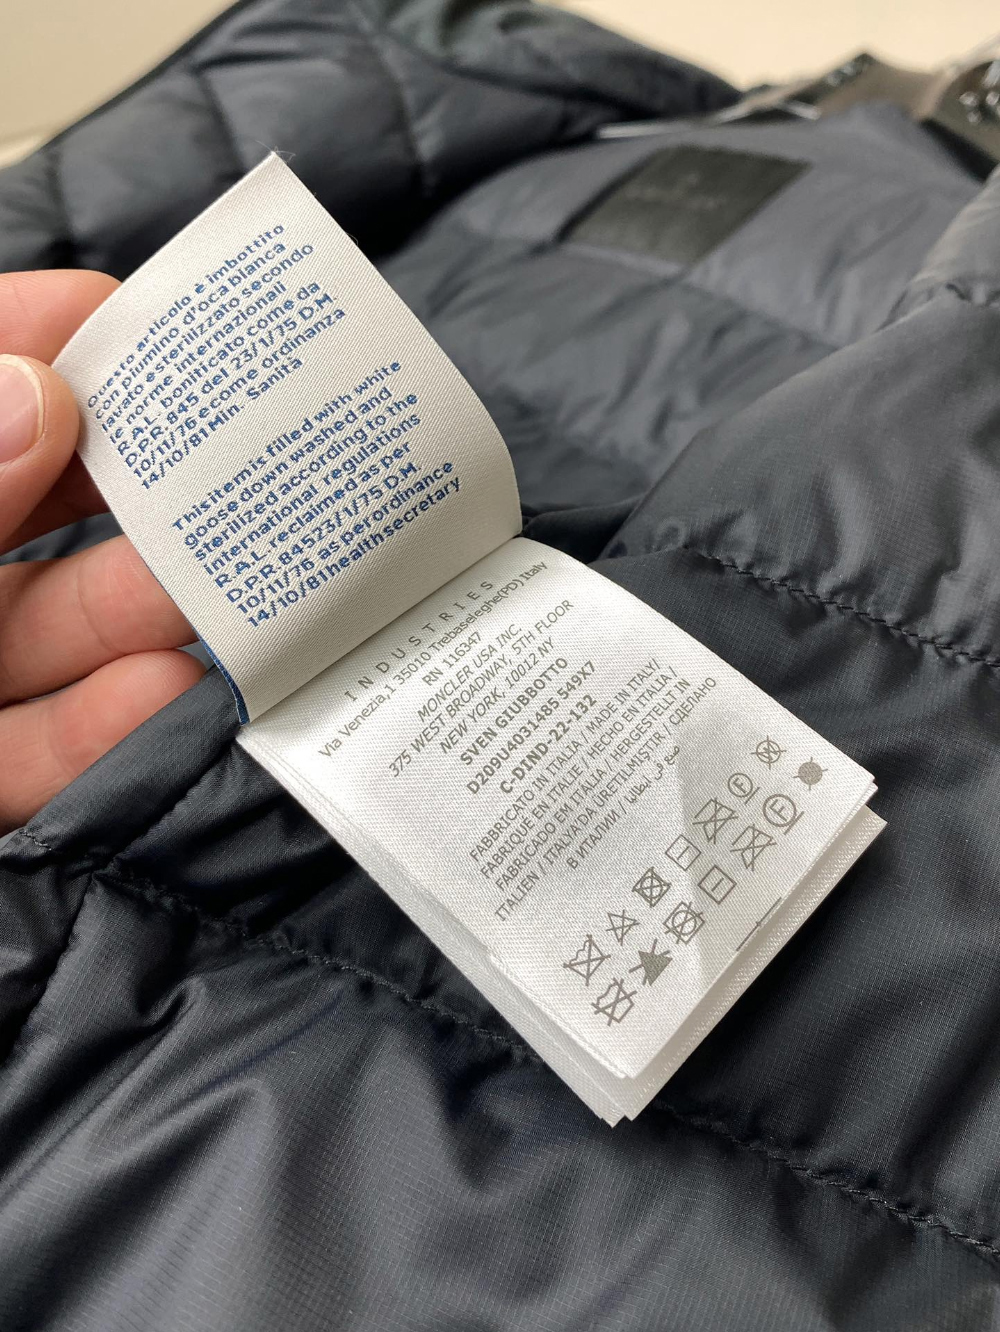 Questo articolo è imbottito
con piumino d'oca bianca
lavato e sterilizzato secondo
le norme internazionali
R.A.L. bonificato come da
D.P.R. 845 del 23/1/75 D.M.
10/11/76 e come ordinanza
14/10/81 Min. Sanita
This item is filled with white
goose down washed and
sterilized according to the
international regulations
R.A.L. reclaimed as per
D.P.R 845 23/1/75 D.M.
10/11/76 as per ordinance
14/10/81 health secretary
INDUSTRIES
Via Venezia,1 35010 Trebaseleghe(PD) Italy
RN 116347
MONCLER USA INC.
375 WEST BROADWAY, 5TH FLOOR
NEW YORK, 10012 NY
SVEN GIUBBOTTO
D209U4031485 549X7
C-DIND-22-132
FABBRICATO IN ITALIA / MADE IN ITALY/
FABRIQUE EN ITALIE / HECHO EN ITALIA /
FABRICADO EM ITÁLIA / HERGESTELLT IN
ITALIEN / ITALYA'DA ÜRETILMIŞTIR / СДЕЛАНО
В ИТАЛИИ / صنع في ايطاليا